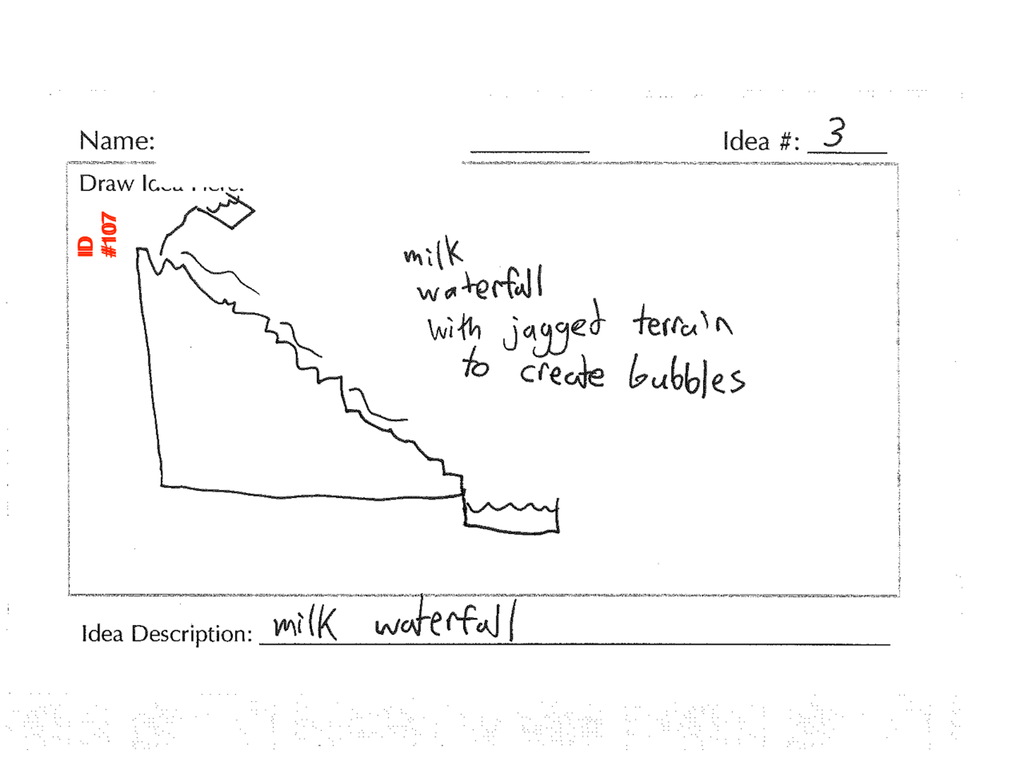 Name:
Idea #: 3
Draw Idea Here:
ID
#107
milk
waterfall
with jagged terrain
to create bubbles
Idea Description: milk waterfall